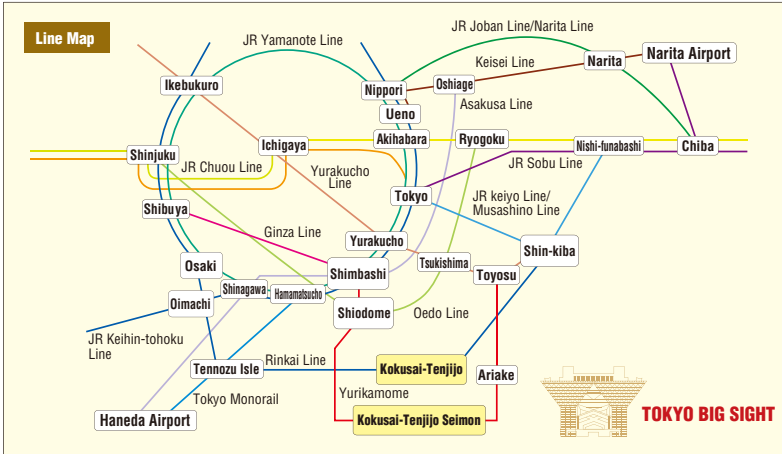 Line Map
JR Yamanote Line
JR Joban Line/Narita Line
Keisei Line
Narita
Narita Airport
Ikebukuro
Nippori
Oshiage
Asakusa Line
Ueno
Shinjuku
Ichigaya
Akihabara
Ryogoku
Nishi-funabashi
Chiba
JR Chuou Line
Yurakucho
Line
JR Sobu Line
Tokyo
JR keiyo Line/
Musashino Line
Shibuya
Ginza Line
Yurakucho
Tsukishima
Shin-kiba
Osaki
Shimbashi
Toyosu
Shinagawa
Hamamatsucho
Oimachi
Shiodome
Oedo Line
JR Keihin-tohoku
Line
Tennozu Isle
Rinkai Line
Kokusai-Tenjijo
Ariake
Tokyo Monorail
Yurikamome
Haneda Airport
Kokusai-Tenjijo Seimon
TOKYO BIG SIGHT